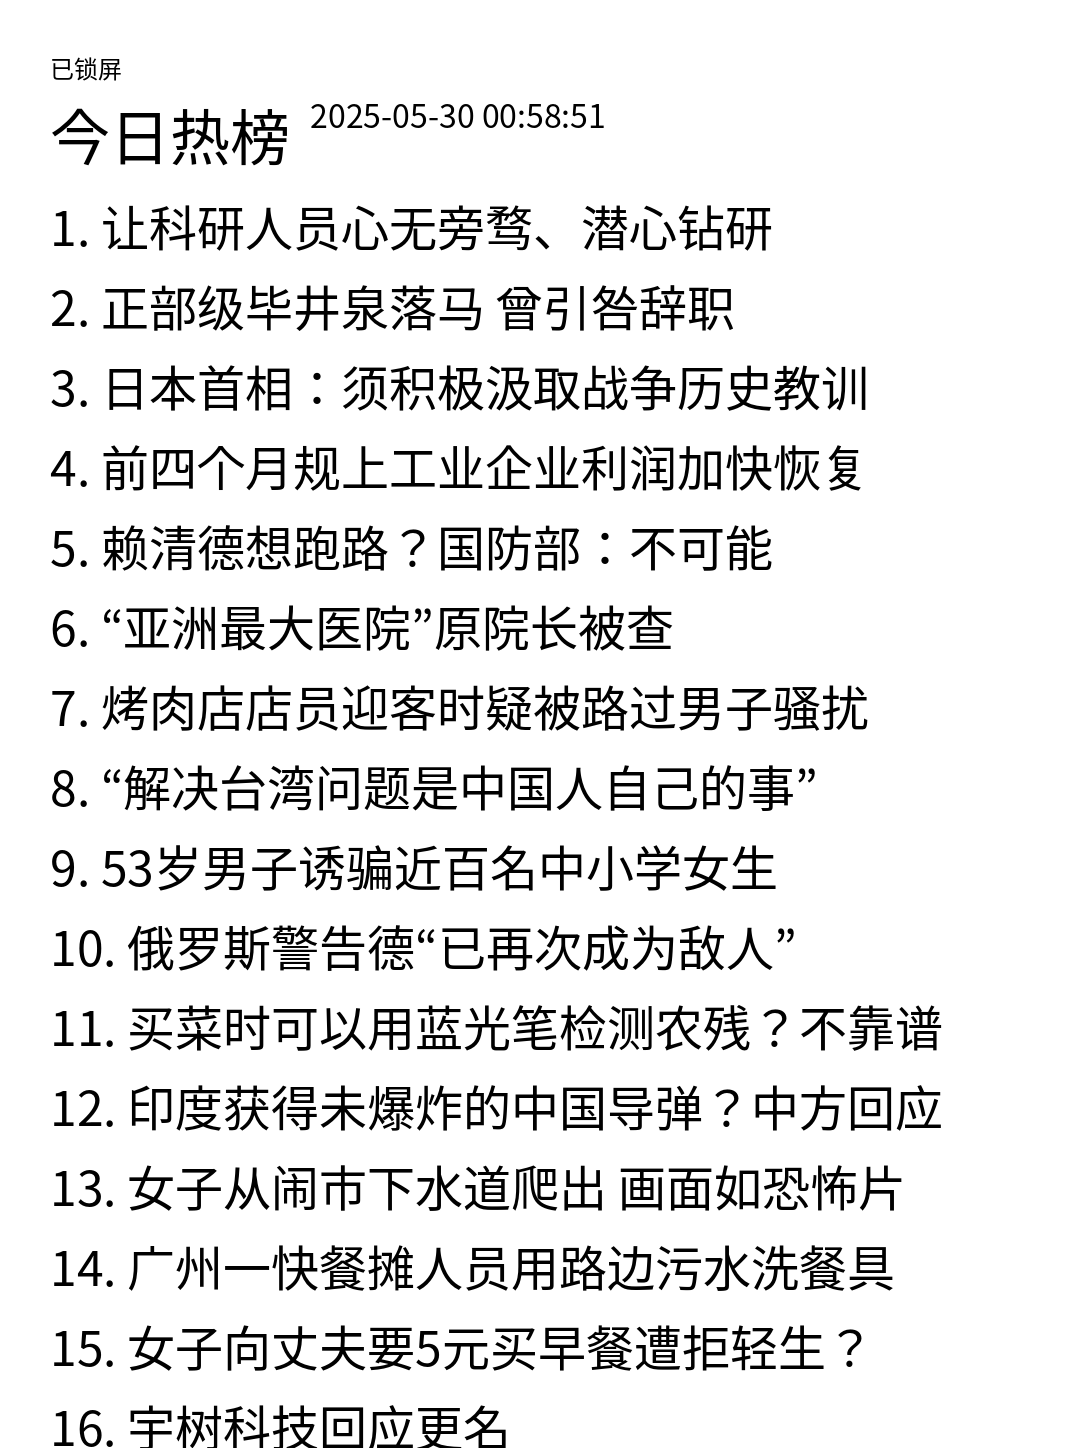 已锁屏
今日热榜 2025-05-30 00:58:51
1. 让科研人员心无旁骛、潜心钻研
2. 正部级毕井泉落马 曾引咎辞职
3. 日本首相：须积极汲取战争历史教训
4. 前四个月规上工业企业利润加快恢复
5. 赖清德想跑路？国防部：不可能
6. “亚洲最大医院”原院长被查
7. 烤肉店店员迎客时疑被路过男子骚扰
8. “解决台湾问题是中国人自己的事”
9. 53岁男子诱骗近百名中小学女生
10. 俄罗斯警告德“已再次成为敌人”
11. 买菜时可以用蓝光笔检测农残？不靠谱
12. 印度获得未爆炸的中国导弹？中方回应
13. 女子从闹市下水道爬出 画面如恐怖片
14. 广州一快餐摊人员用路边污水洗餐具
15. 女子向丈夫要5元买早餐遭拒轻生？
16. 宇树科技回应更名